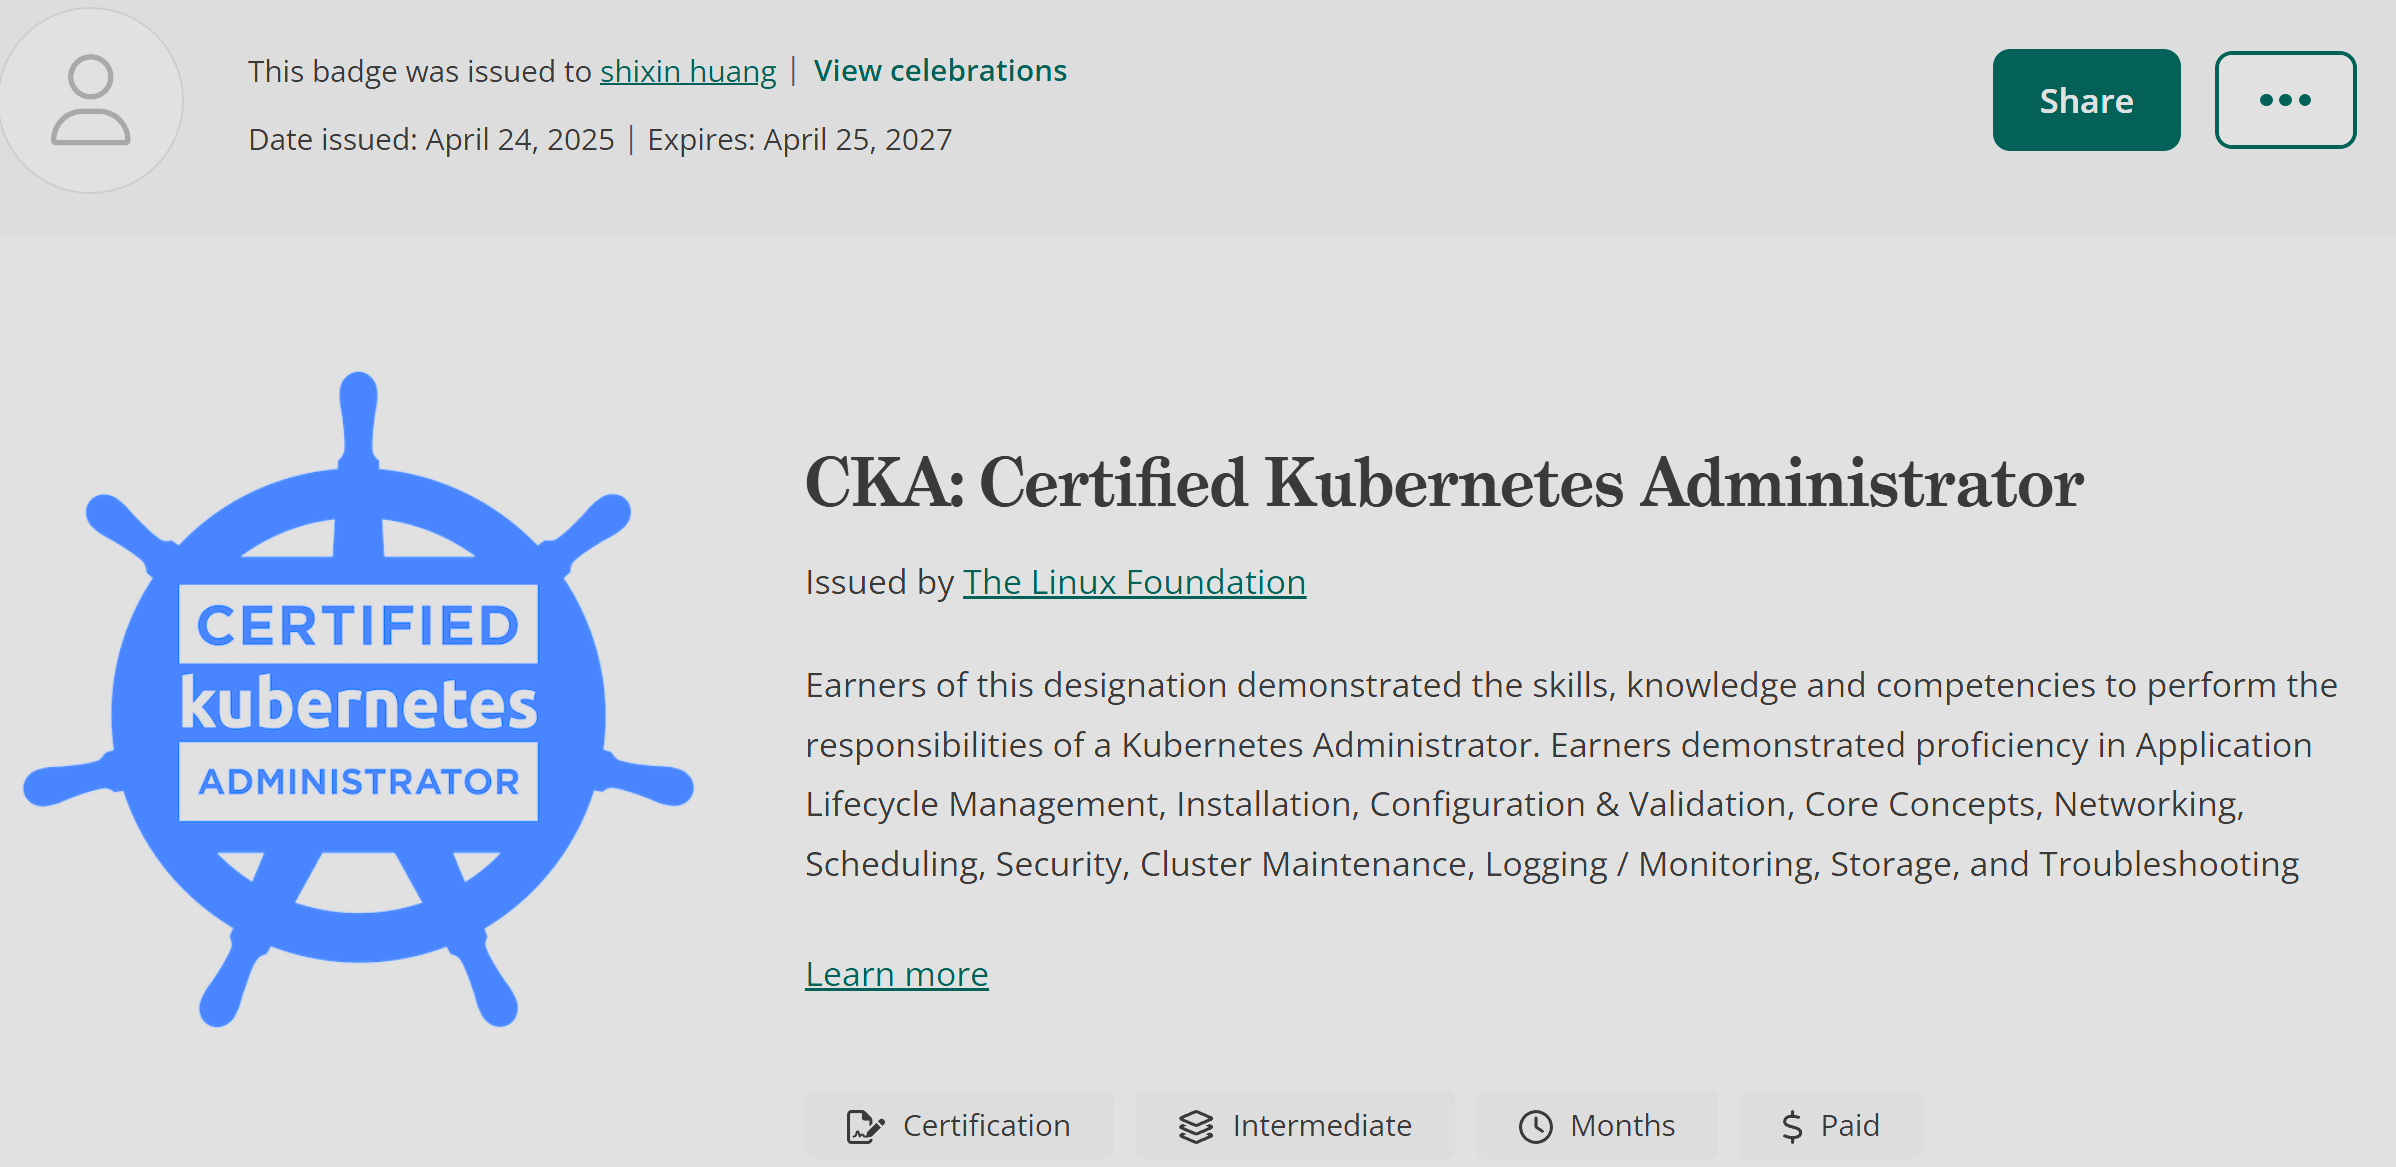 This badge was issued to shixin huang | View celebrations
Share
Date issued: April 24, 2025 | Expires: April 25, 2027
CERTIFIED
kubernetes
ADMINISTRATOR
CKA: Certified Kubernetes Administrator
Issued by The Linux Foundation
Earners of this designation demonstrated the skills, knowledge and competencies to perform the
responsibilities of a Kubernetes Administrator. Earners demonstrated proficiency in Application
Lifecycle Management, Installation, Configuration & Validation, Core Concepts, Networking,
Scheduling, Security, Cluster Maintenance, Logging / Monitoring, Storage, and Troubleshooting
Learn more
Certification
Intermediate
Months
$ Paid